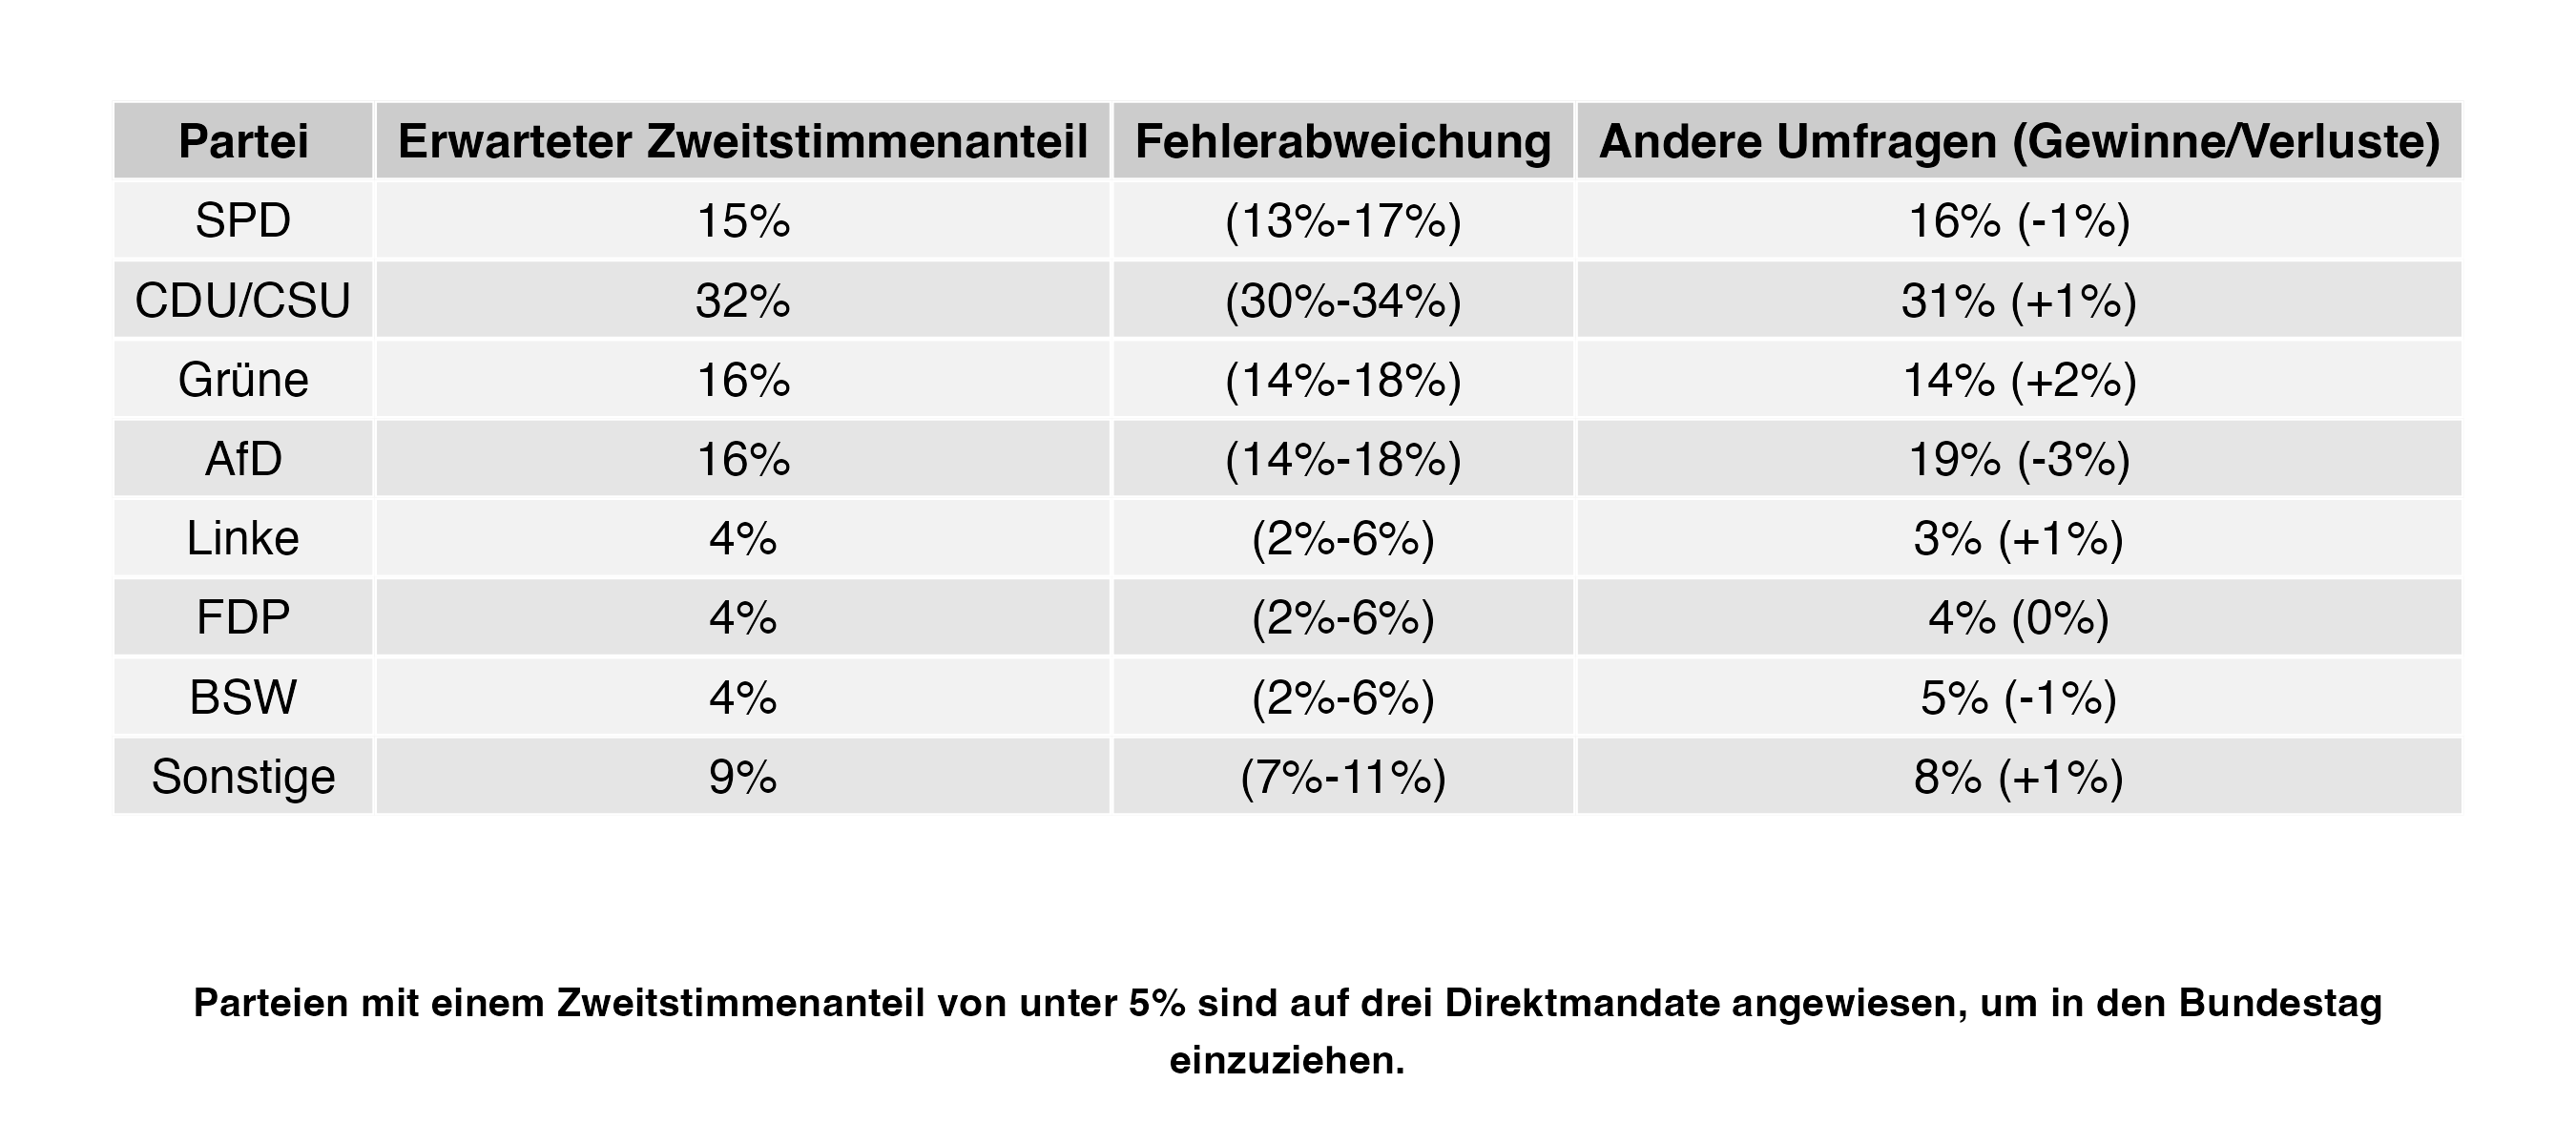 Partei Erwarteter Zweitstimmenanteil Fehlerabweichung Andere Umfragen (Gewinne/Verluste)
SPD 15% (13%-17%) 16% (-1%)
CDU/CSU 32% (30%-34%) 31% (+1%)
Grüne 16% (14%-18%) 14% (+2%)
AfD 16% (14%-18%) 19% (-3%)
Linke 4% (2%-6%) 3% (+1%)
FDP 4% (2%-6%) 4% (0%)
BSW 4% (2%-6%) 5% (-1%)
Sonstige 9% (7%-11%) 8% (+1%)
Parteien mit einem Zweitstimmenanteil von unter 5% sind auf drei Direktmandate angewiesen, um in den Bundestag
einzuziehen.